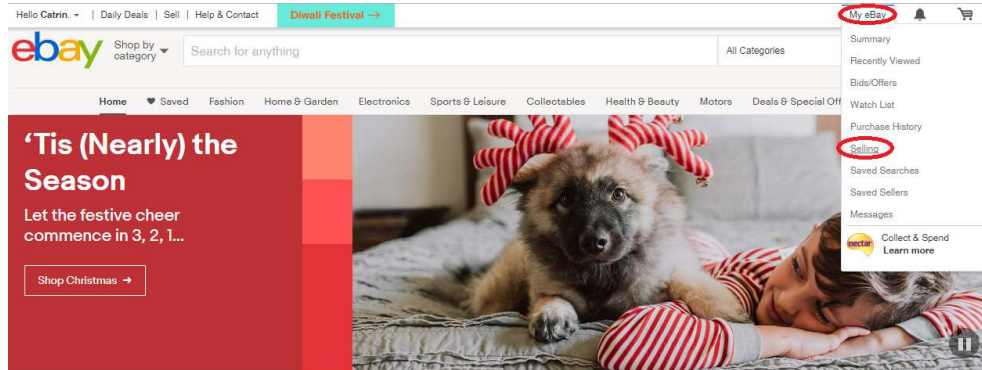 Hello Catrin. | Daily Deals | Sell | Help & Contact Diwali Festival → My eBay
ebay Shop by category Search for anything All Categories
Home Saved Fashion Home & Garden Electronics Sports & Leisure Collectables Health & Beauty Motors Deals & Special Off
Summary
Recently Viewed
Bids/Offers
Watch List
Purchase History
Selling
Saved Searches
Saved Sellers
Messages
nectar Collect & Spend
Learn more
‘Tis (Nearly) the
Season
Let the festive cheer
commence in 3, 2, 1...
Shop Christmas →